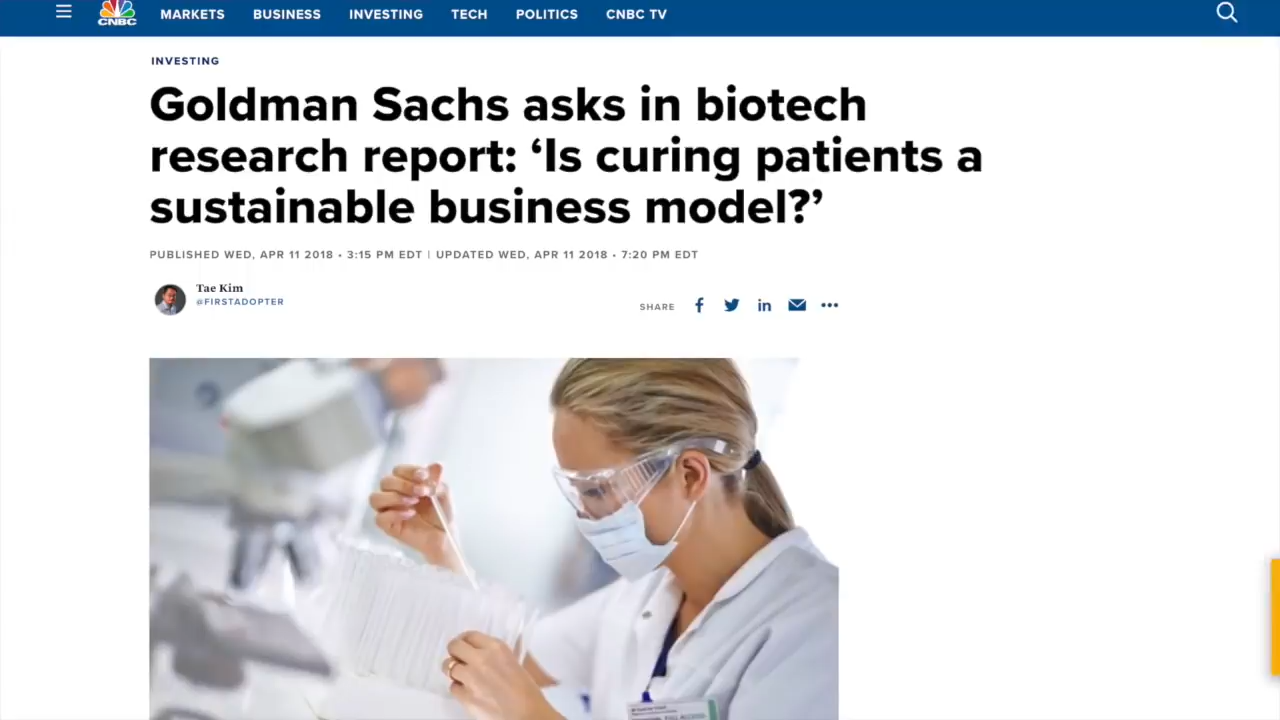 CNBC
MARKETS BUSINESS INVESTING TECH POLITICS CNBC TV
INVESTING
Goldman Sachs asks in biotech
research report: ‘Is curing patients a
sustainable business model?’
PUBLISHED WED, APR 11 2018 • 3:15 PM EDT | UPDATED WED, APR 11 2018 • 7:20 PM EDT
Tae Kim
@FIRSTADOPTER
SHARE